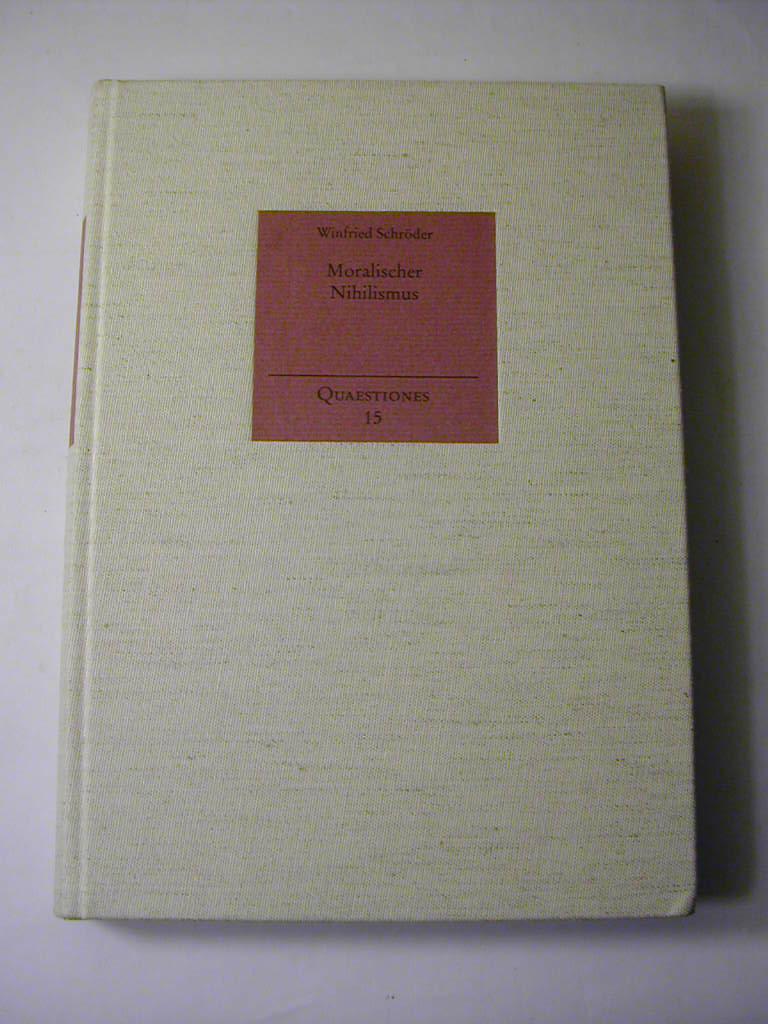 Winfried Schröder
Moralischer
Nihilismus
QUAESTIONES
15